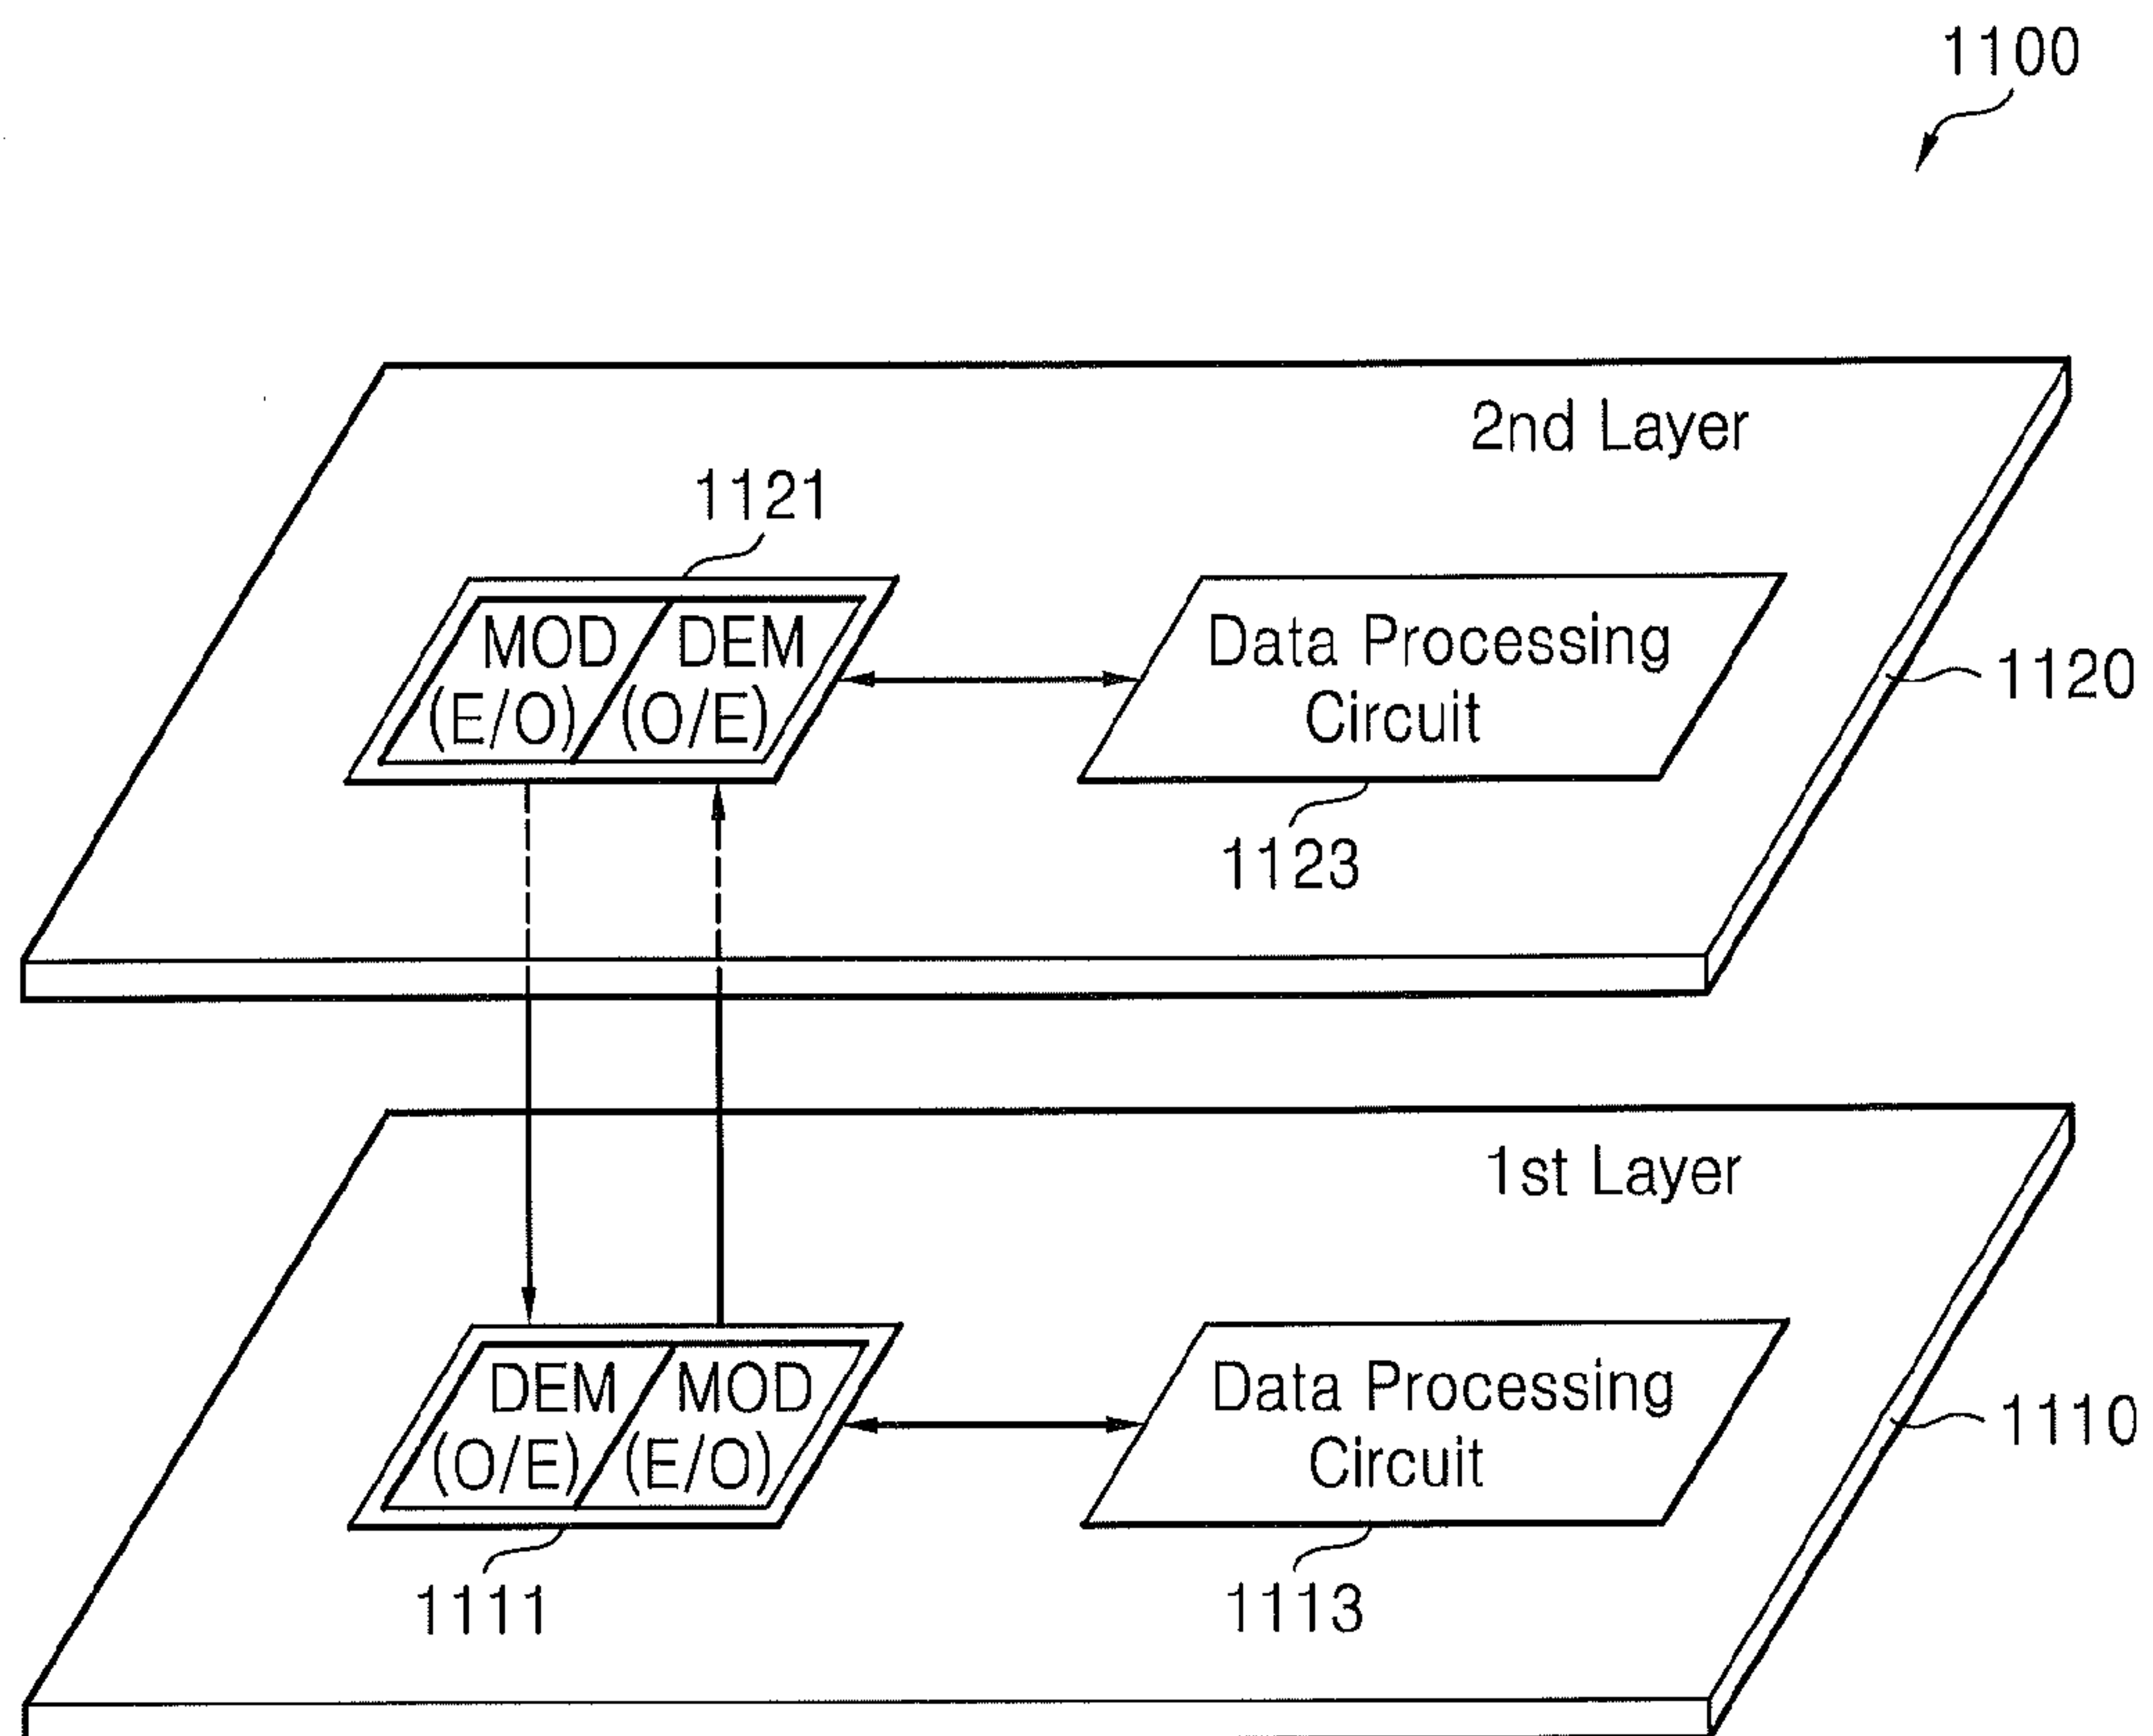 1100
2nd Layer
1121
MOD DEM
(E/O) (O/E)
Data Processing
Circuit
1120
1123
1st Layer
DEM MOD
(O/E) (E/O)
Data Processing
Circuit
1110
1111
1113